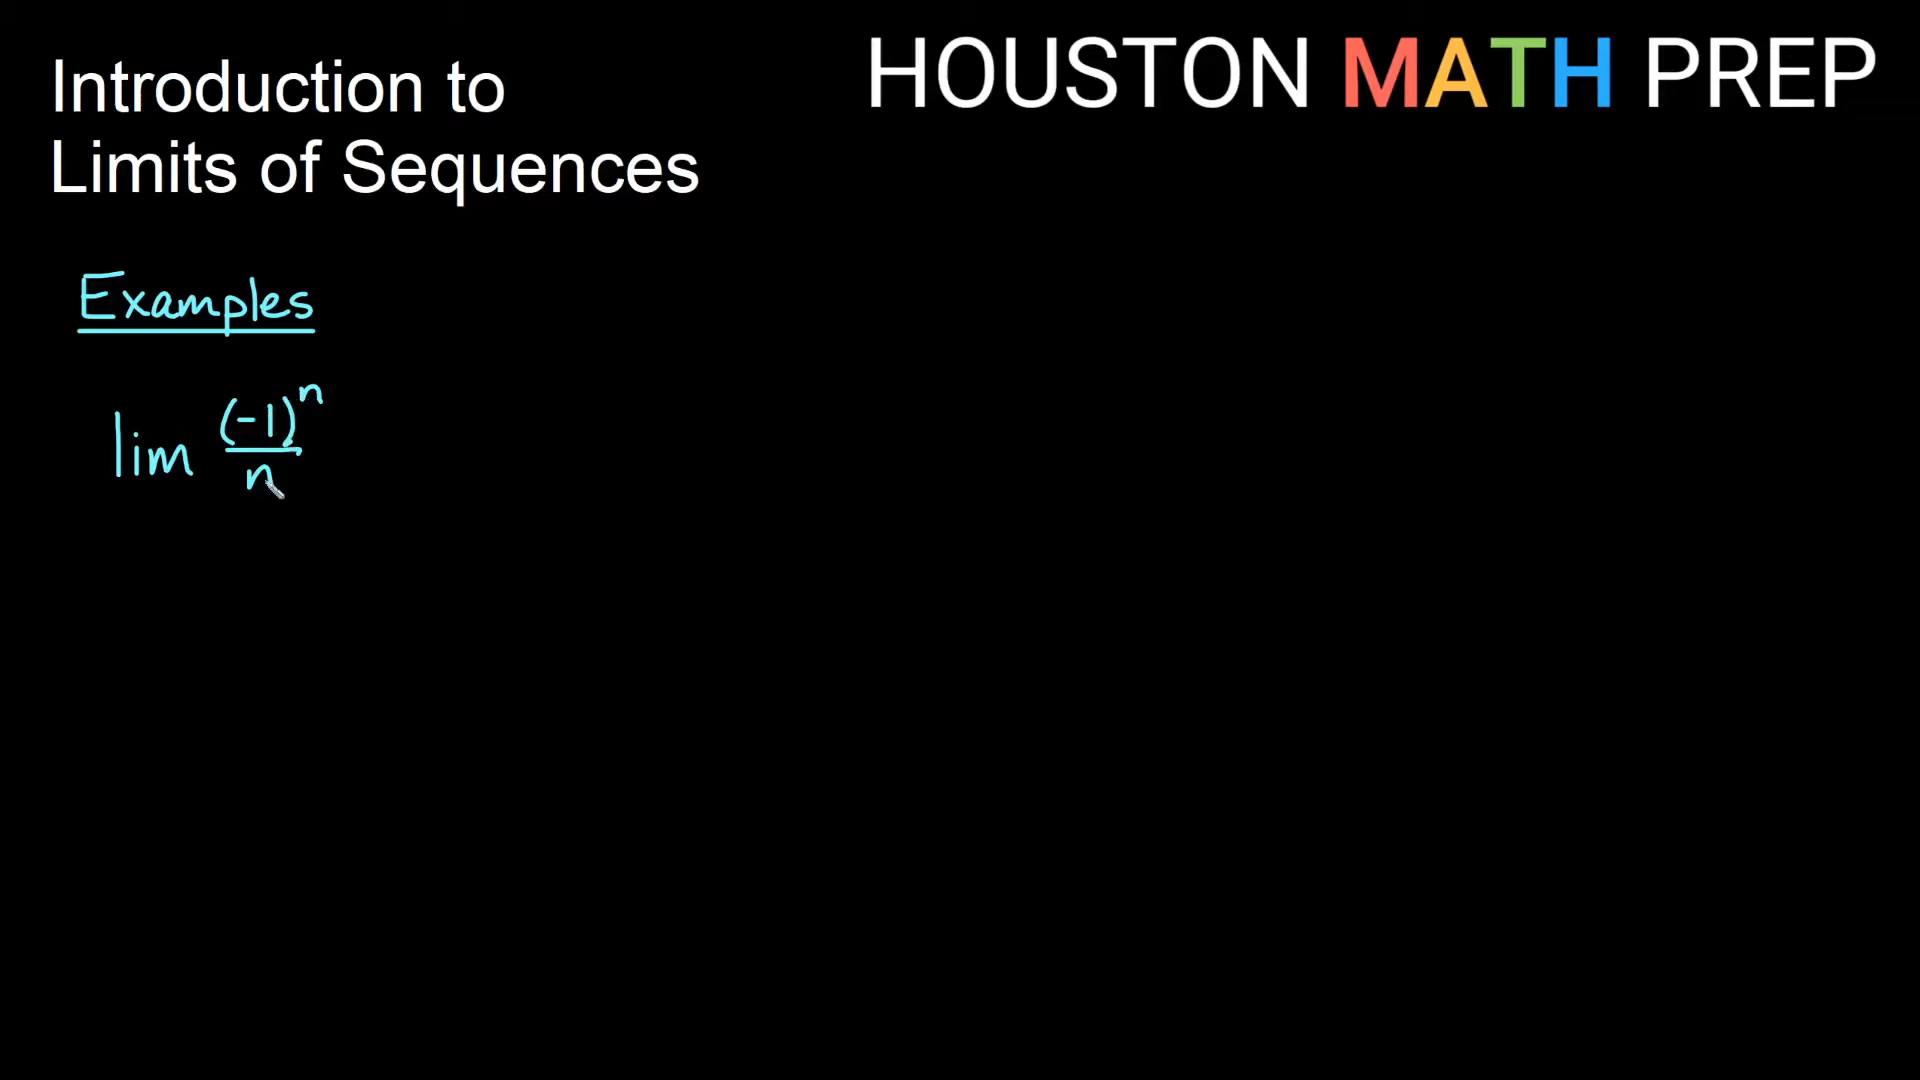 HOUSTON MATH PREP
Introduction to
Limits of Sequences
Examples
lim (-1)^n / n